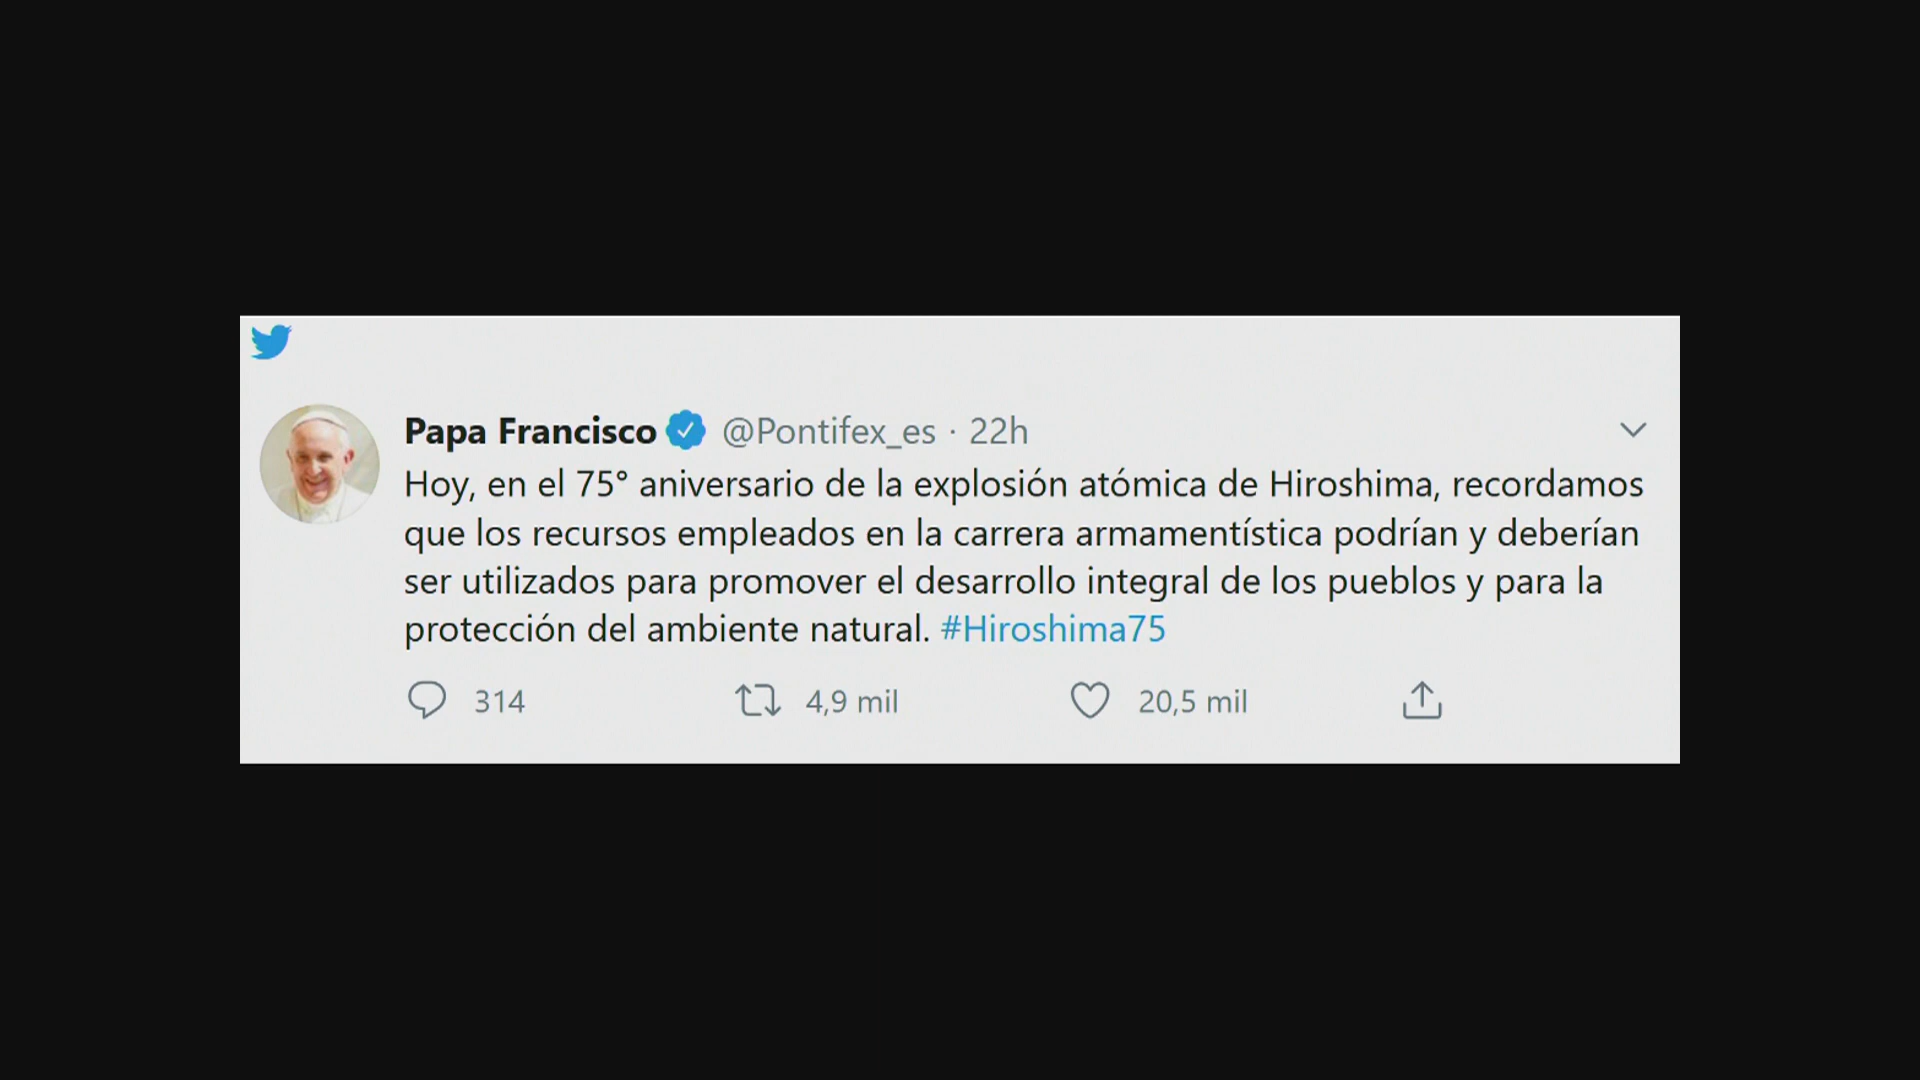 Papa Francisco @Pontifex_es · 22h
Hoy, en el 75° aniversario de la explosión atómica de Hiroshima, recordamos
que los recursos empleados en la carrera armamentística podrían y deberían
ser utilizados para promover el desarrollo integral de los pueblos y para la
protección del ambiente natural. #Hiroshima75
314 4,9 mil 20,5 mil